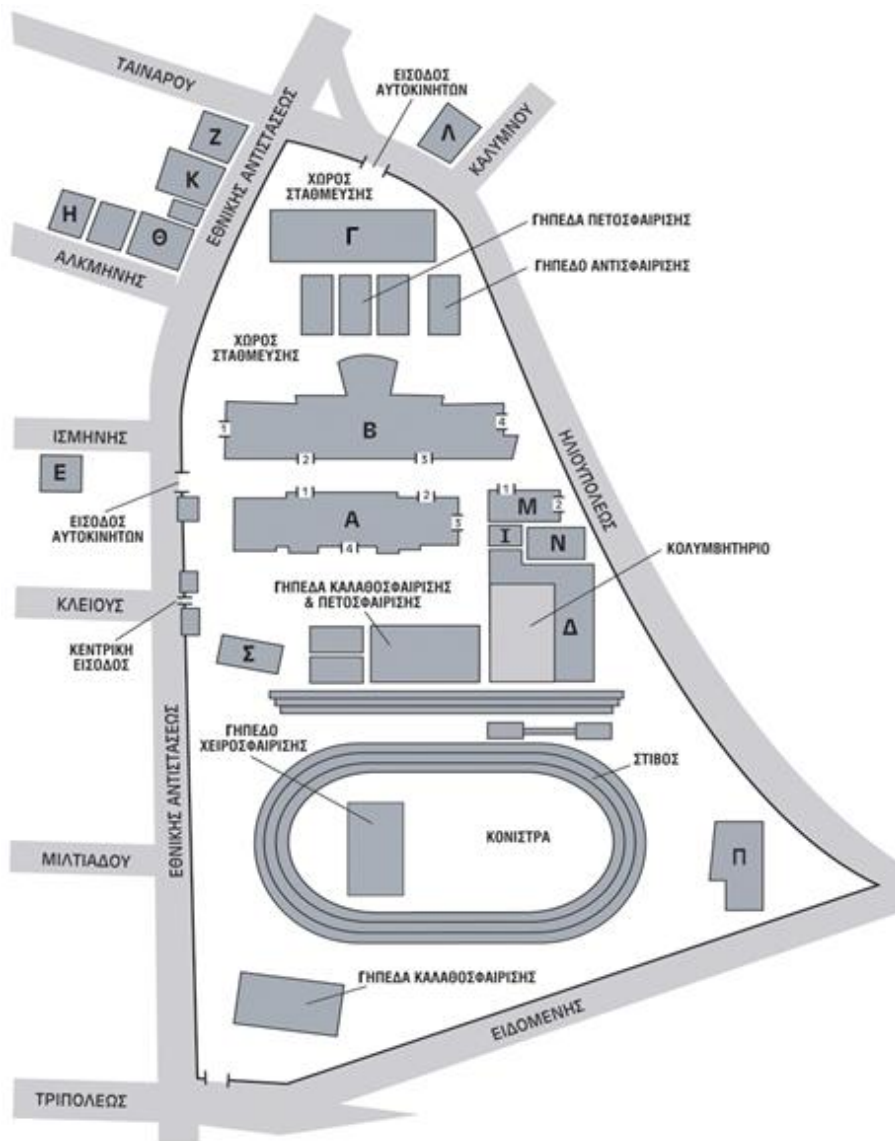 ΤΑΙΝΑΡΟΥ
ΕΙΣΟΔΟΣ
ΑΥΤΟΚΙΝΗΤΩΝ
Λ
ΚΑΛΥΜΝΟΥ
Ζ
Κ
Η
Θ
ΕΘΝΙΚΗΣ ΑΝΤΙΣΤΑΣΕΩΣ
ΑΛΚΜΗΝΗΣ
ΧΩΡΟΣ
ΣΤΑΘΜΕΥΣΗΣ
Γ
ΓΗΠΕΔΑ ΠΕΤΟΣΦΑΙΡΙΣΗΣ
ΓΗΠΕΔΟ ΑΝΤΙΣΦΑΙΡΙΣΗΣ
ΧΩΡΟΣ
ΣΤΑΘΜΕΥΣΗΣ
1
Β
4
2
3
ΙΣΜΗΝΗΣ
Ε
ΗΛΙΟΥΠΟΛΕΩΣ
ΕΙΣΟΔΟΣ
ΑΥΤΟΚΙΝΗΤΩΝ
1
2
Α
3
4
1
Μ
2
Ι
Ν
ΚΟΛΥΜΒΗΤΗΡΙΟ
ΓΗΠΕΔΑ ΚΑΛΑΘΟΣΦΑΙΡΙΣΗΣ
& ΠΕΤΟΣΦΑΙΡΙΣΗΣ
ΚΛΕΙΟΥΣ
Δ
ΚΕΝΤΡΙΚΗ
ΕΙΣΟΔΟΣ
Σ
ΕΘΝΙΚΗΣ ΑΝΤΙΣΤΑΣΕΩΣ
ΓΗΠΕΔΟ
ΧΕΙΡΟΣΦΑΙΡΙΣΗΣ
ΣΤΙΒΟΣ
ΚΟΝΙΣΤΡΑ
ΜΙΛΤΙΑΔΟΥ
Π
ΓΗΠΕΔΑ ΚΑΛΑΘΟΣΦΑΙΡΙΣΗΣ
ΕΙΔΟΜΕΝΗΣ
ΤΡΙΠΟΛΕΩΣ